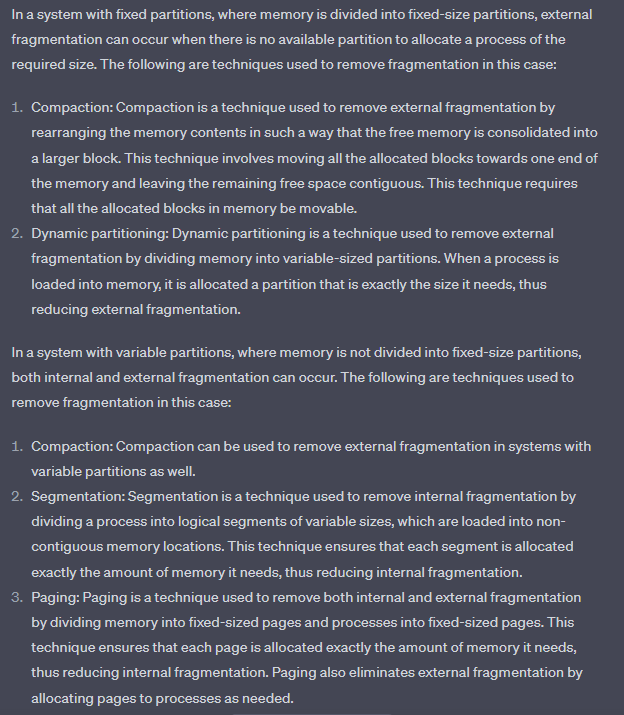 In a system with fixed partitions, where memory is divided into fixed-size partitions, external
fragmentation can occur when there is no available partition to allocate a process of the
required size. The following are techniques used to remove fragmentation in this case:
1. Compaction: Compaction is a technique used to remove external fragmentation by
rearranging the memory contents in such a way that the free memory is consolidated into
a larger block. This technique involves moving all the allocated blocks towards one end of
the memory and leaving the remaining free space contiguous. This technique requires
that all the allocated blocks in memory be movable.
2. Dynamic partitioning: Dynamic partitioning is a technique used to remove external
fragmentation by dividing memory into variable-sized partitions. When a process is
loaded into memory, it is allocated a partition that is exactly the size it needs, thus
reducing external fragmentation.
In a system with variable partitions, where memory is not divided into fixed-size partitions,
both internal and external fragmentation can occur. The following are techniques used to
remove fragmentation in this case:
1. Compaction: Compaction can be used to remove external fragmentation in systems with
variable partitions as well.
2. Segmentation: Segmentation is a technique used to remove internal fragmentation by
dividing a process into logical segments of variable sizes, which are loaded into non-
contiguous memory locations. This technique ensures that each segment is allocated
exactly the amount of memory it needs, thus reducing internal fragmentation.
3. Paging: Paging is a technique used to remove both internal and external fragmentation
by dividing memory into fixed-sized pages and processes into fixed-sized pages. This
technique ensures that each page is allocated exactly the amount of memory it needs,
thus reducing internal fragmentation. Paging also eliminates external fragmentation by
allocating pages to processes as needed.